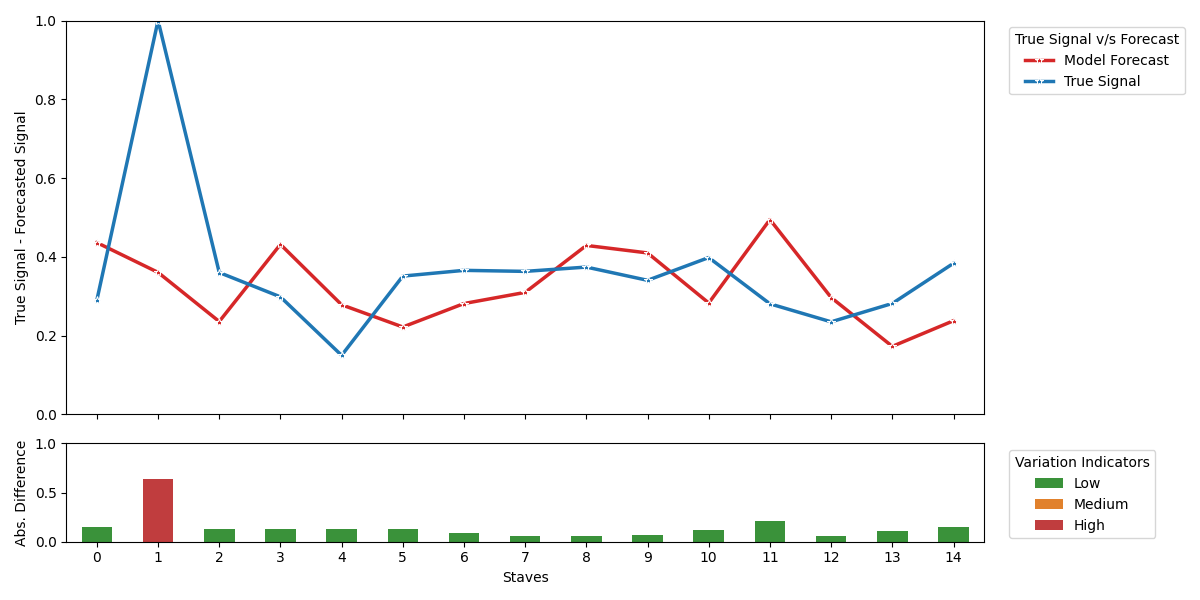 True Signal - Forecasted Signal
1.0
0.8
0.6
0.4
0.2
0.0
True Signal v/s Forecast
Model Forecast
True Signal
Abs. Difference
1.0
0.5
0.0
0 1 2 3 4 5 6 7 8 9 10 11 12 13 14
Staves
Variation Indicators
Low
Medium
High